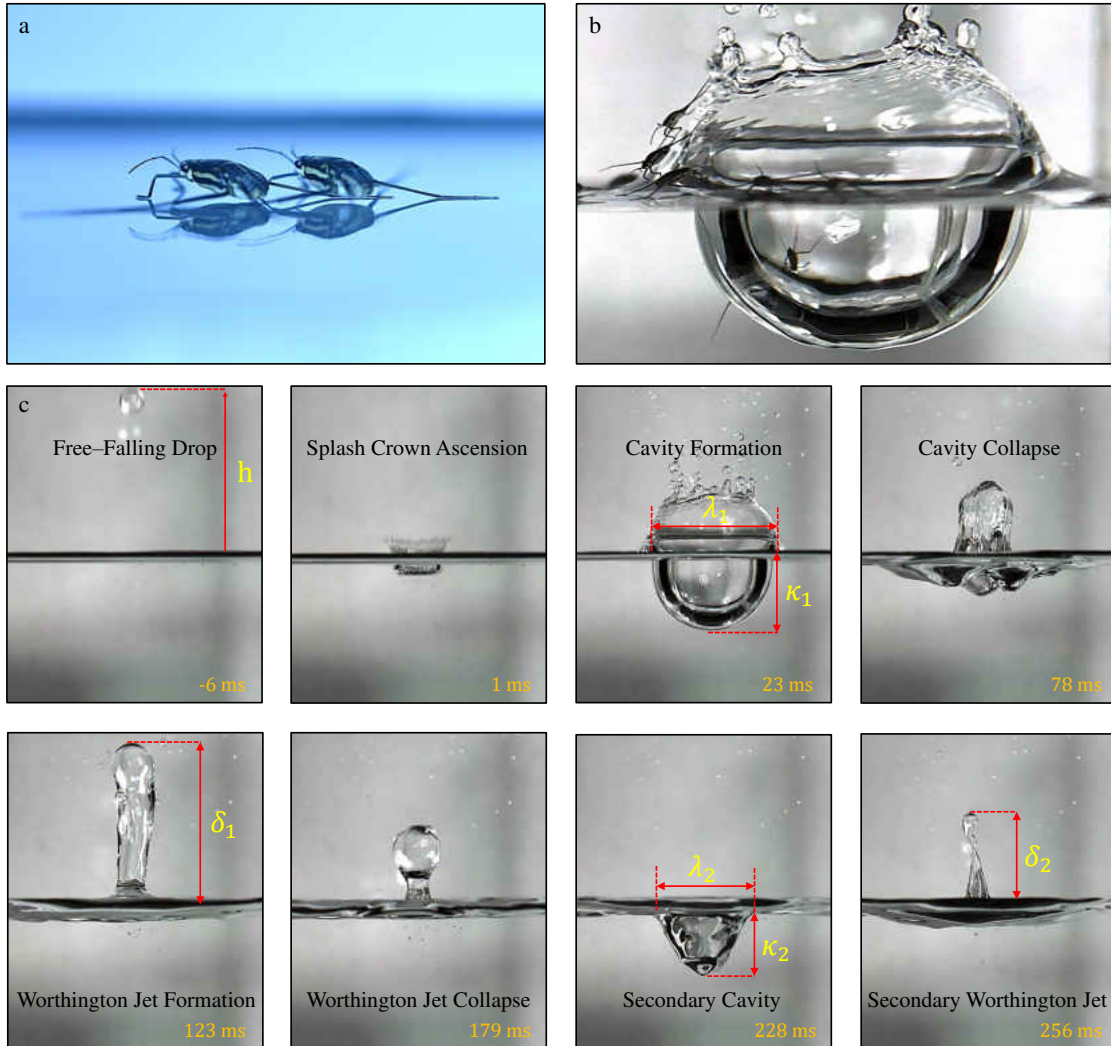 a
b
c
Free–Falling Drop
h
-6 ms
Splash Crown Ascension
1 ms
Cavity Formation
λ1
κ1
23 ms
Cavity Collapse
78 ms
δ1
Worthington Jet Formation
123 ms
Worthington Jet Collapse
179 ms
λ2
κ2
Secondary Cavity
228 ms
δ2
Secondary Worthington Jet
256 ms